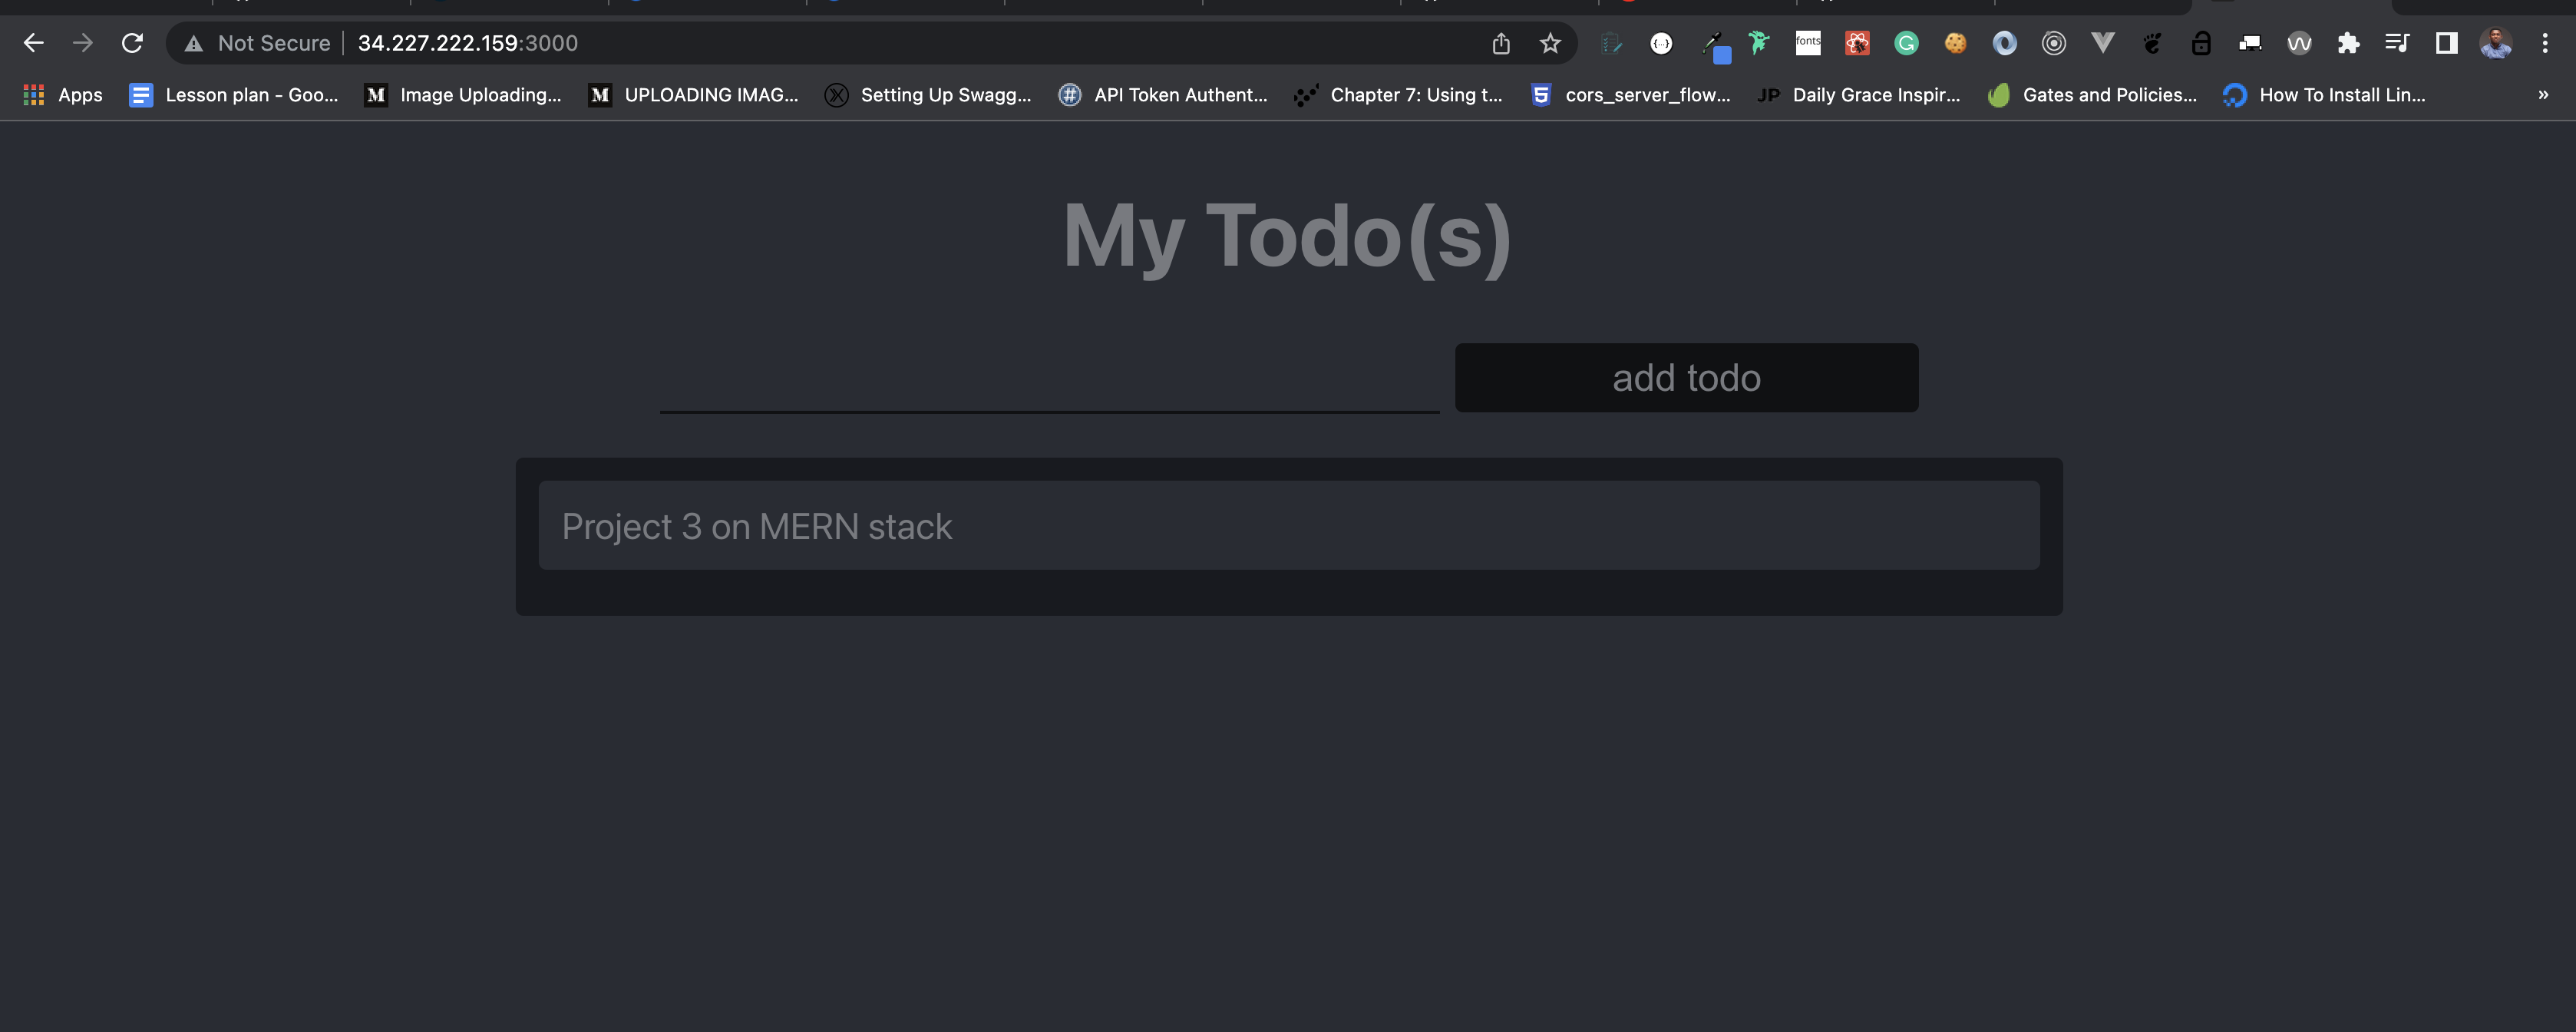 Not Secure 34.227.222.159:3000
fonts
Apps Lesson plan - Goo... Image Uploading... UPLOADING IMAG... Setting Up Swagg... API Token Authent... Chapter 7: Using t... cors_server_flow... JP Daily Grace Inspir... Gates and Policies... How To Install Lin... »
My Todo(s)
add todo
Project 3 on MERN stack